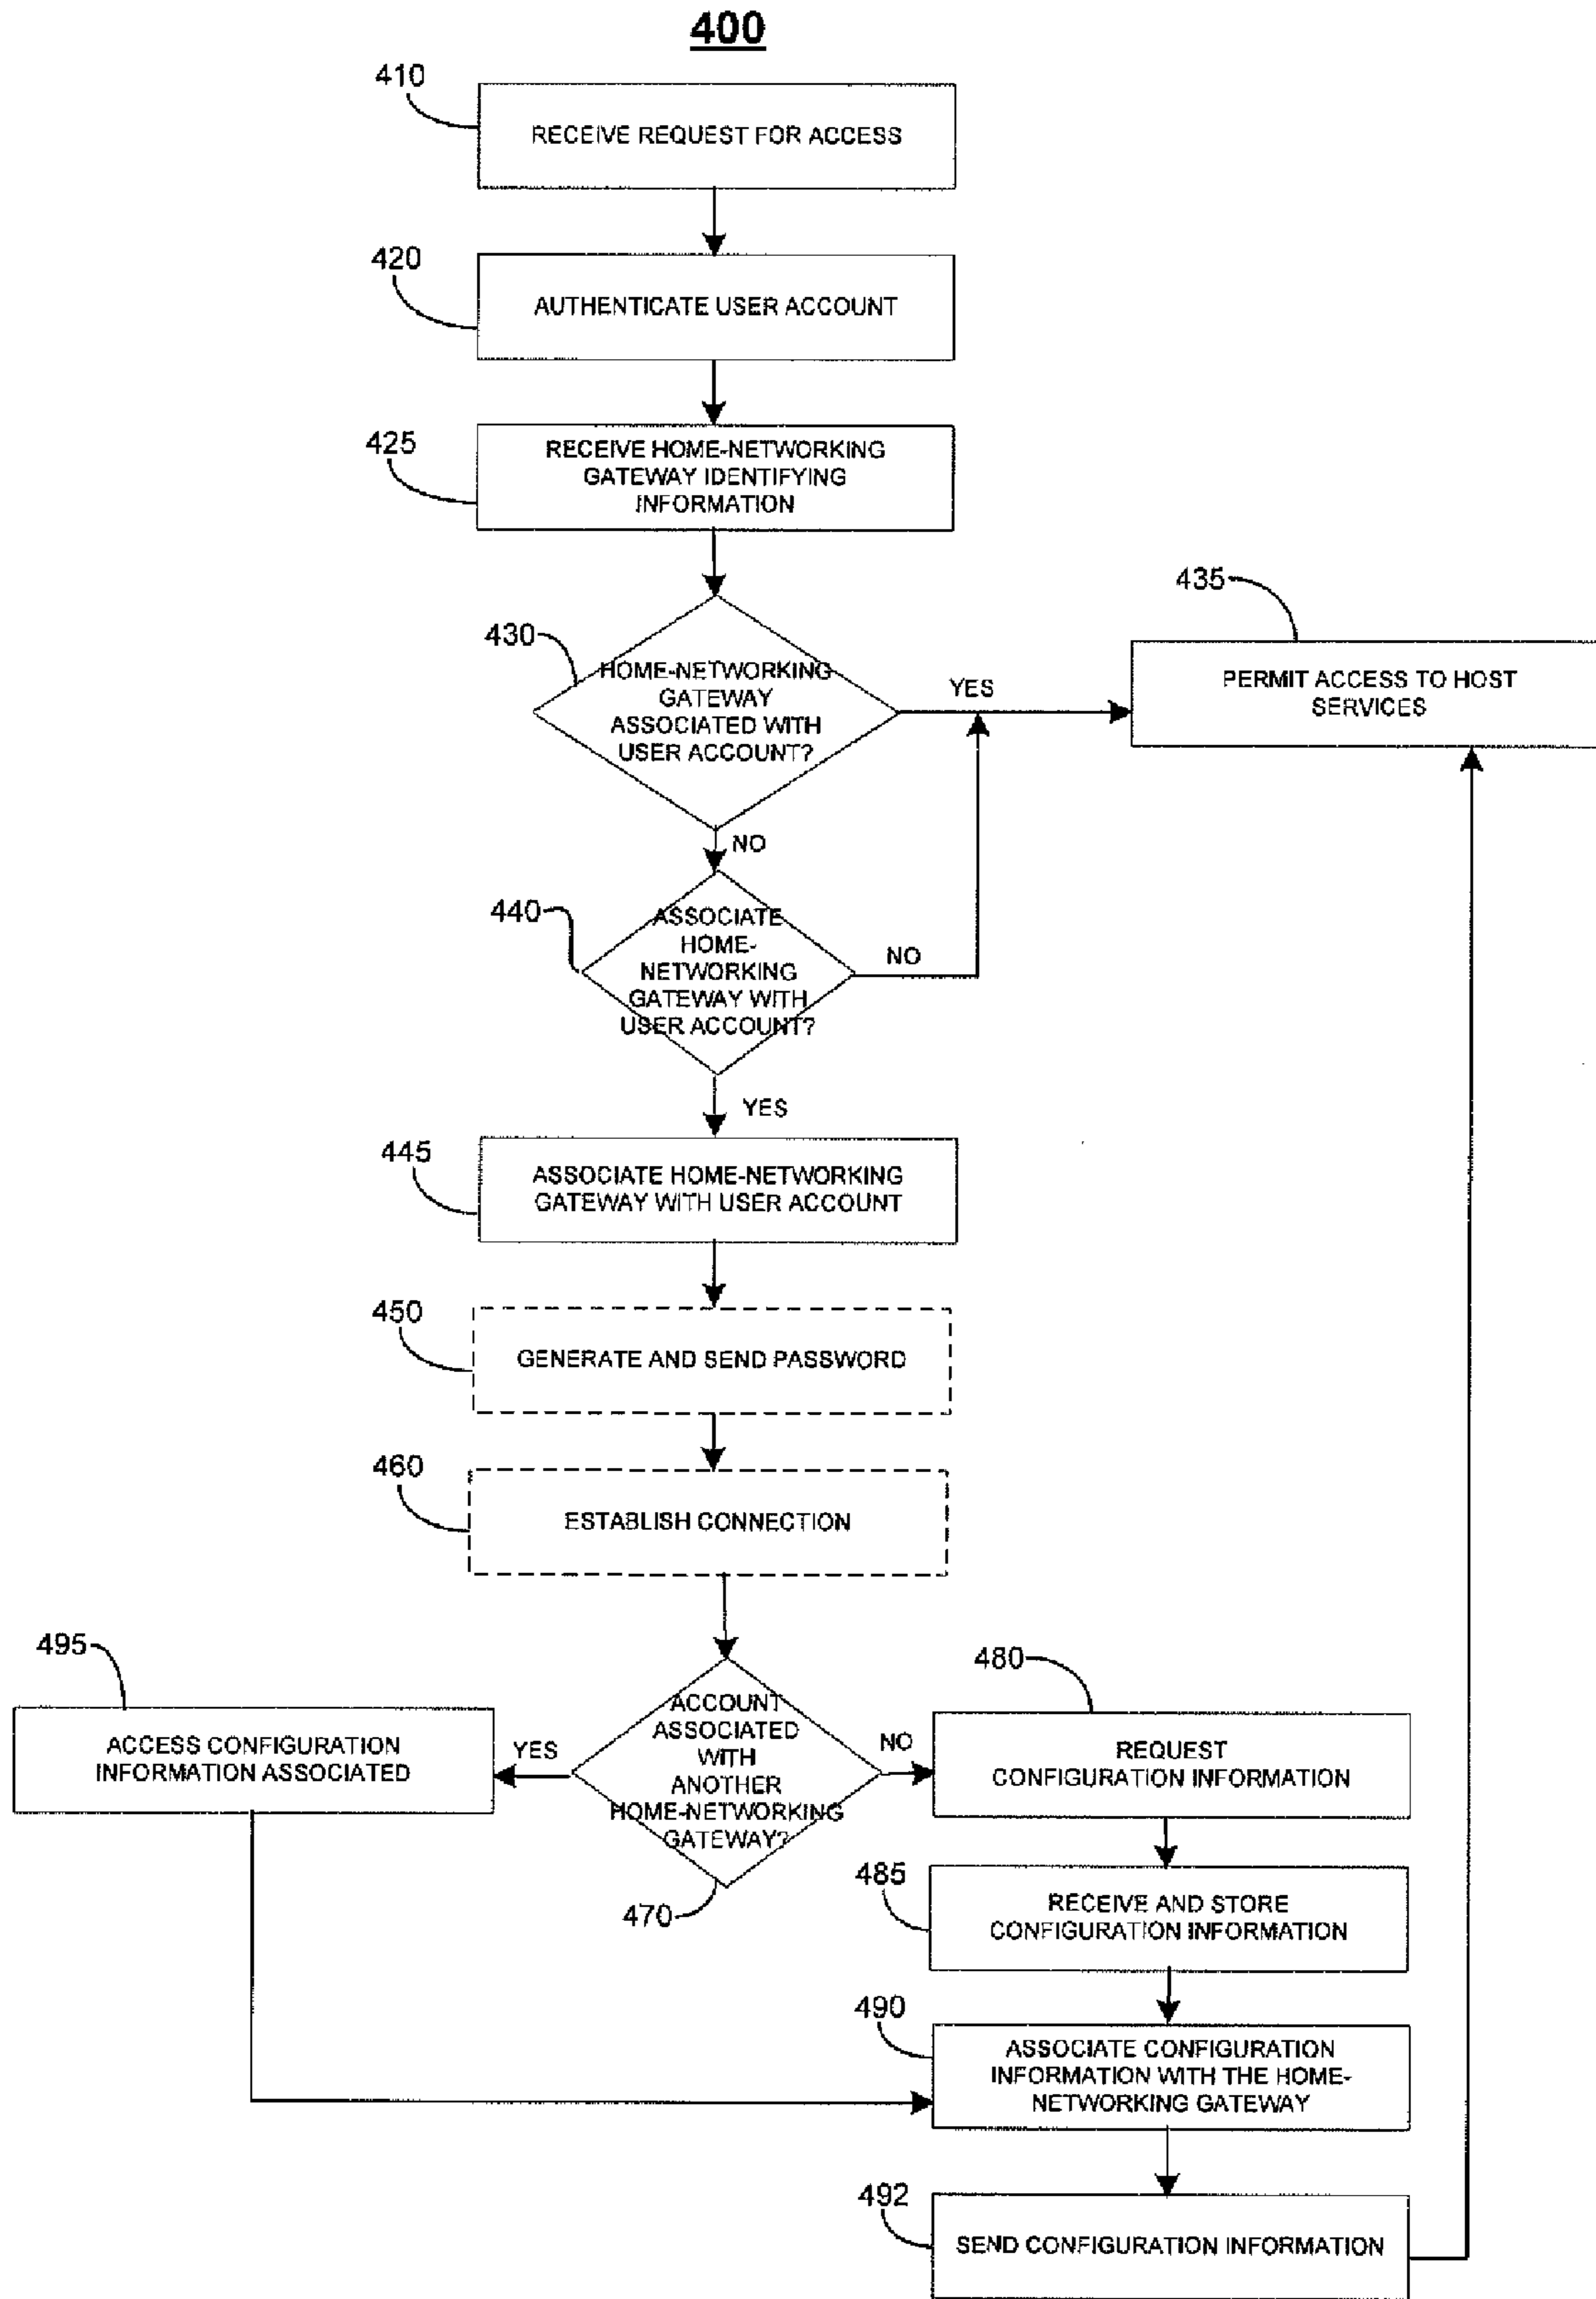 400
410
RECEIVE REQUEST FOR ACCESS
420
AUTHENTICATE USER ACCOUNT
425
RECEIVE HOME-NETWORKING
GATEWAY IDENTIFYING
INFORMATION
430
HOME-NETWORKING
GATEWAY
ASSOCIATED WITH
USER ACCOUNT?
YES
435
PERMIT ACCESS TO HOST
SERVICES
NO
440
ASSOCIATE
HOME-
NETWORKING
GATEWAY WITH
USER ACCOUNT?
NO
YES
445
ASSOCIATE HOME-NETWORKING
GATEWAY WITH USER ACCOUNT
450
GENERATE AND SEND PASSWORD
460
ESTABLISH CONNECTION
495
ACCESS CONFIGURATION
INFORMATION ASSOCIATED
YES
ACCOUNT
ASSOCIATED
WITH
ANOTHER
HOME-NETWORKING
GATEWAY?
470
NO
480
REQUEST
CONFIGURATION INFORMATION
485
RECEIVE AND STORE
CONFIGURATION INFORMATION
490
ASSOCIATE CONFIGURATION
INFORMATION WITH THE HOME-
NETWORKING GATEWAY
492
SEND CONFIGURATION INFORMATION